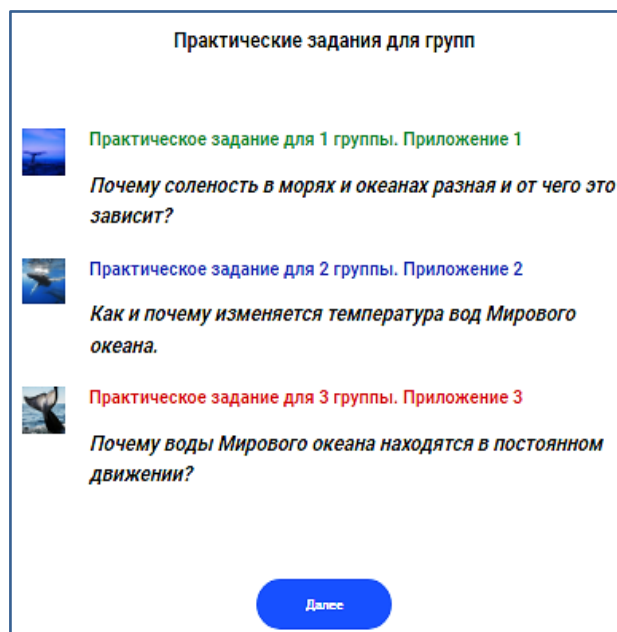 Практические задания для групп
Практическое задание для 1 группы. Приложение 1
Почему соленость в морях и океанах разная и от чего это
зависит?
Практическое задание для 2 группы. Приложение 2
Как и почему изменяется температура вод Мирового
океана.
Практическое задание для 3 группы. Приложение 3
Почему воды Мирового океана находятся в постоянном
движении?
Далее